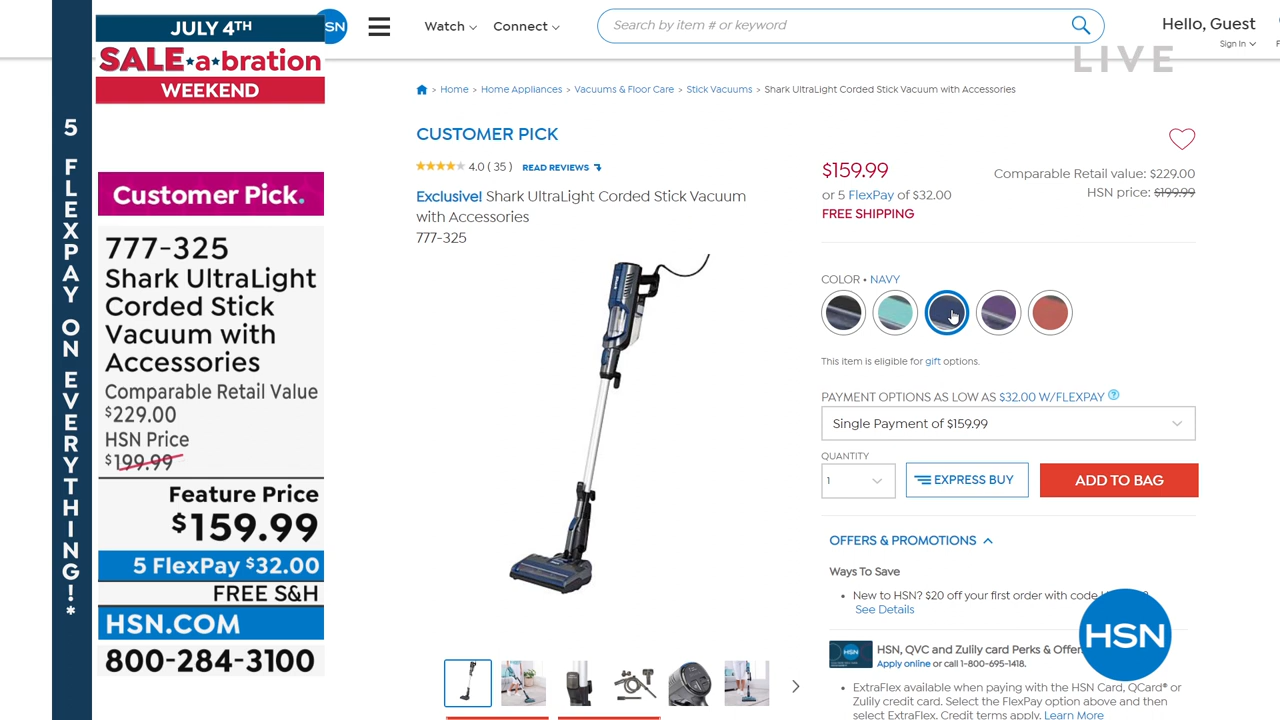 5 FLEXPAY ON EVERYTHING!*
JULY 4TH
SALE★a★bration
WEEKEND
Customer Pick.
777-325
Shark UltraLight
Corded Stick
Vacuum with
Accessories
Comparable Retail Value
$229.00
HSN Price
$199.99
Feature Price
$159.99
5 FlexPay $32.00
FREE S&H
HSN.COM
800-284-3100
SN
Watch
Connect
Search by item # or keyword
Hello, Guest
Sign In
LIVE
> Home > Home Appliances > Vacuums & Floor Care > Stick Vacuums > Shark UltraLight Corded Stick Vacuum with Accessories
CUSTOMER PICK
4.0 ( 35 ) READ REVIEWS
Exclusive! Shark UltraLight Corded Stick Vacuum
with Accessories
777-325
$159.99
or 5 FlexPay of $32.00
FREE SHIPPING
Comparable Retail value: $229.00
HSN price: $199.99
COLOR • NAVY
This item is eligible for gift options.
PAYMENT OPTIONS AS LOW AS $32.00 W/FLEXPAY ?
Single Payment of $159.99
QUANTITY
1
EXPRESS BUY
ADD TO BAG
OFFERS & PROMOTIONS
Ways To Save
• New to HSN? $20 off your first order with code
See Details
HSN, QVC and Zulily card Perks & Offer
Apply online or call 1-800-695-1418.
• ExtraFlex available when paying with the HSN Card, QCard® or
Zulily credit card. Select the FlexPay option above and then
select ExtraFlex. Credit terms apply. Learn More
HSN